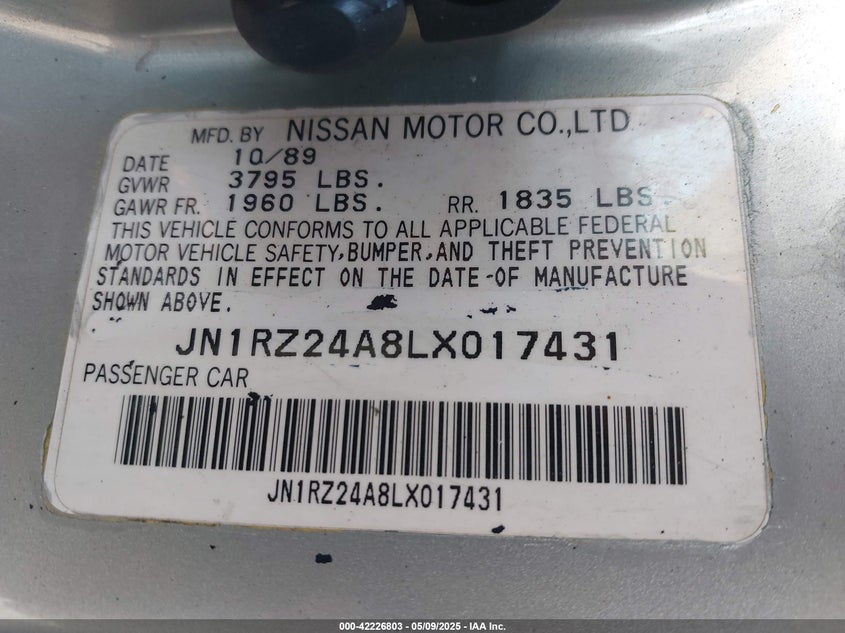 MFD. BY NISSAN MOTOR CO.,LTD
DATE 10/89
GVWR 3795 LBS.
GAWR FR. 1960 LBS. RR. 1835 LBS.
THIS VEHICLE CONFORMS TO ALL APPLICABLE FEDERAL
MOTOR VEHICLE SAFETY,BUMPER,AND THEFT PREVENTION
STANDARDS IN EFFECT ON THE DATE OF MANUFACTURE
SHOWN ABOVE.
JN1RZ24A8LX017431
PASSENGER CAR
JN1RZ24A8LX017431
000-42226803 - 05/09/2025 - IAA Inc.